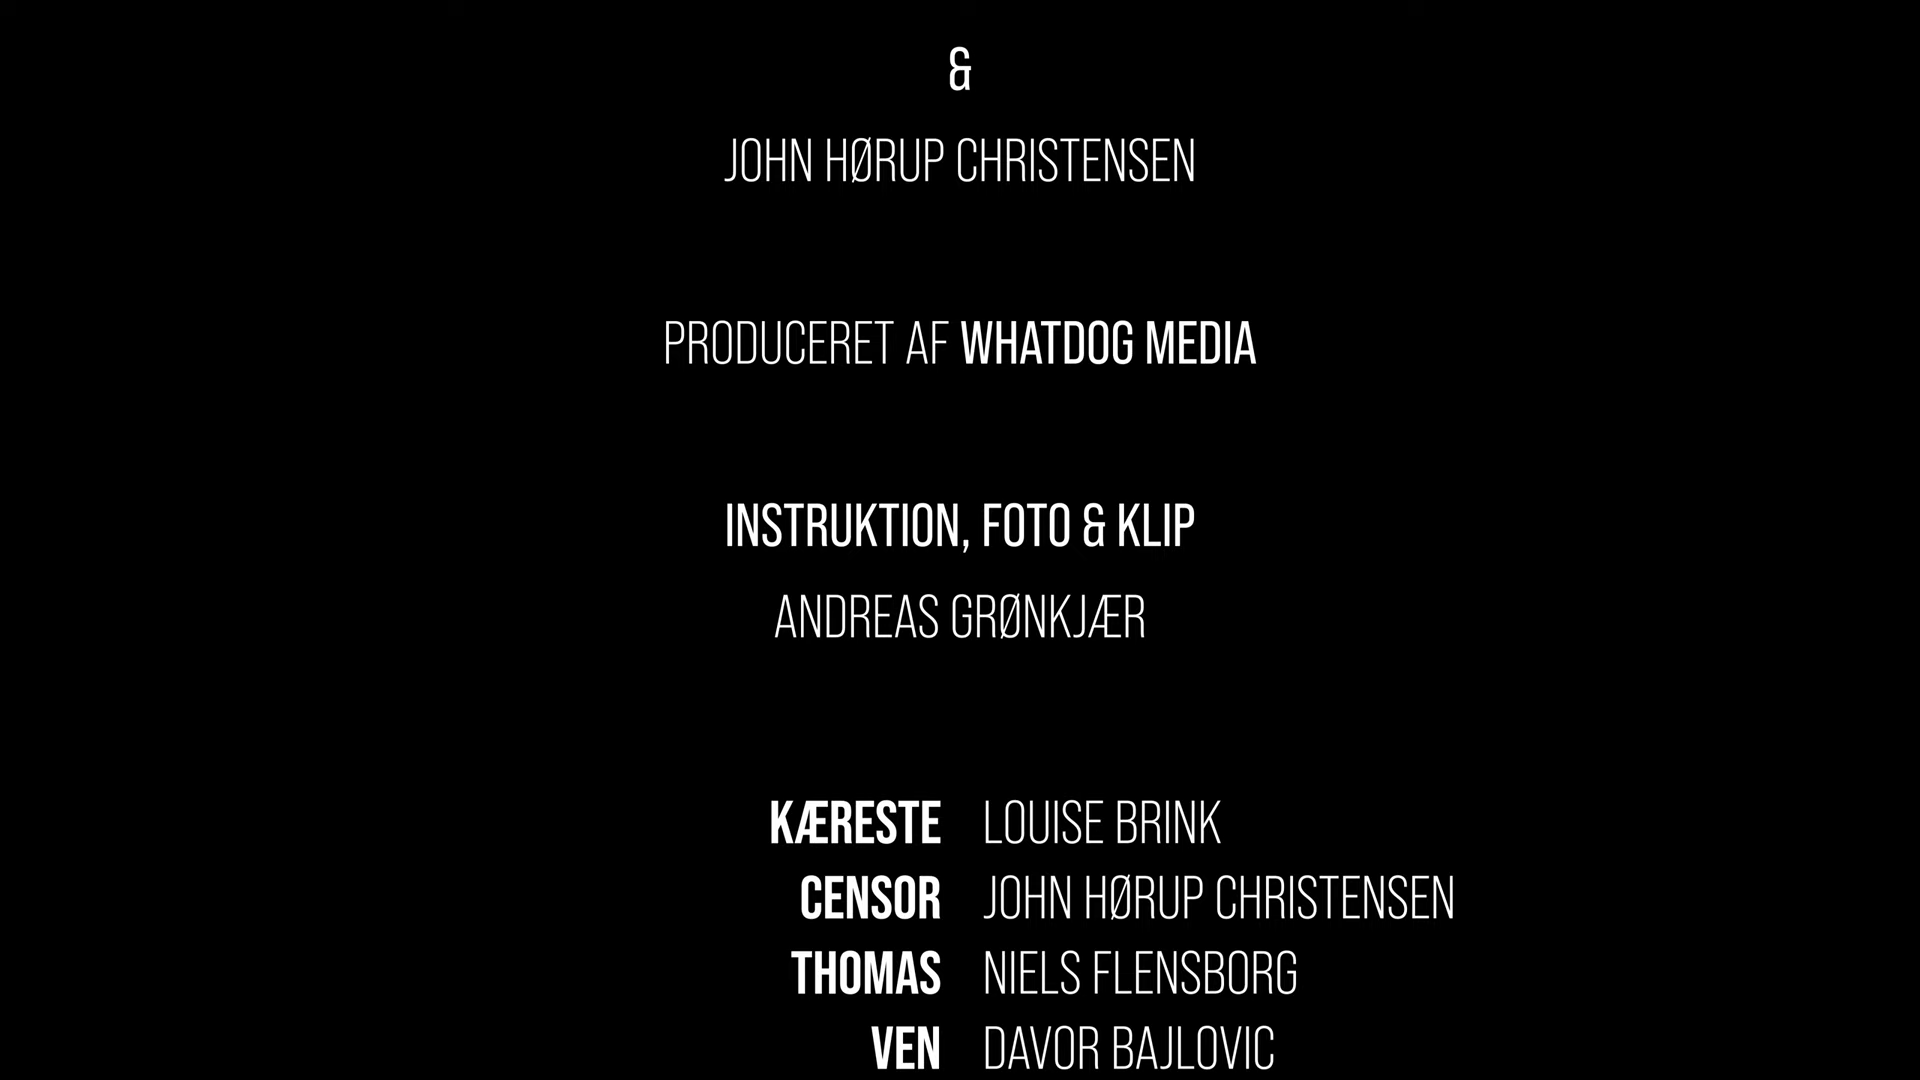 &
JOHN HØRUP CHRISTENSEN
PRODUCERET AF WHATDOG MEDIA
INSTRUKTION, FOTO & KLIP
ANDREAS GRØNKJÆR
KÆRESTE LOUISE BRINK
CENSOR JOHN HØRUP CHRISTENSEN
THOMAS NIELS FLENSBORG
VEN DAVOR BAJLOVIC